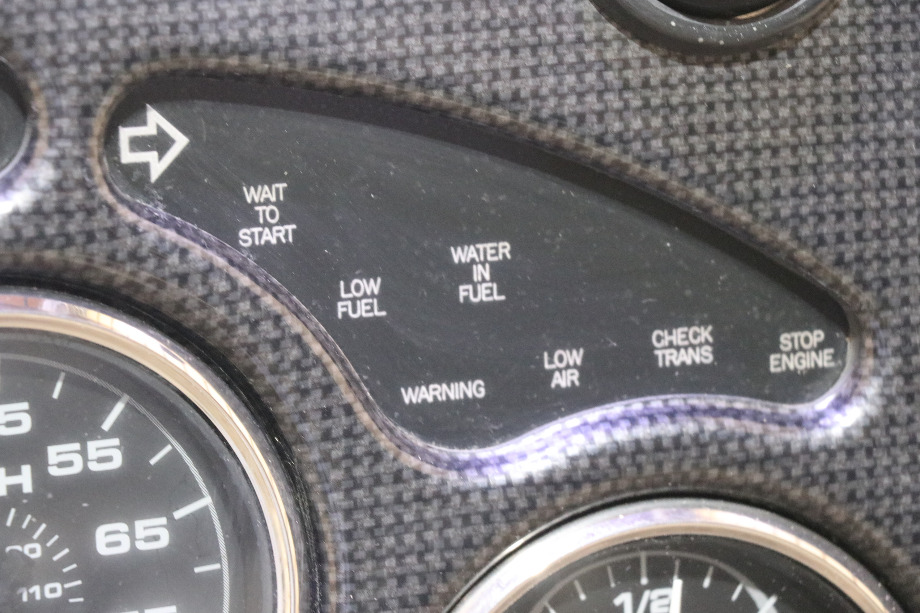 WAIT
TO
START
WATER
IN
FUEL
LOW
FUEL
WARNING
LOW
AIR
CHECK
TRANS
STOP
ENGINE
55
65
110
1/2